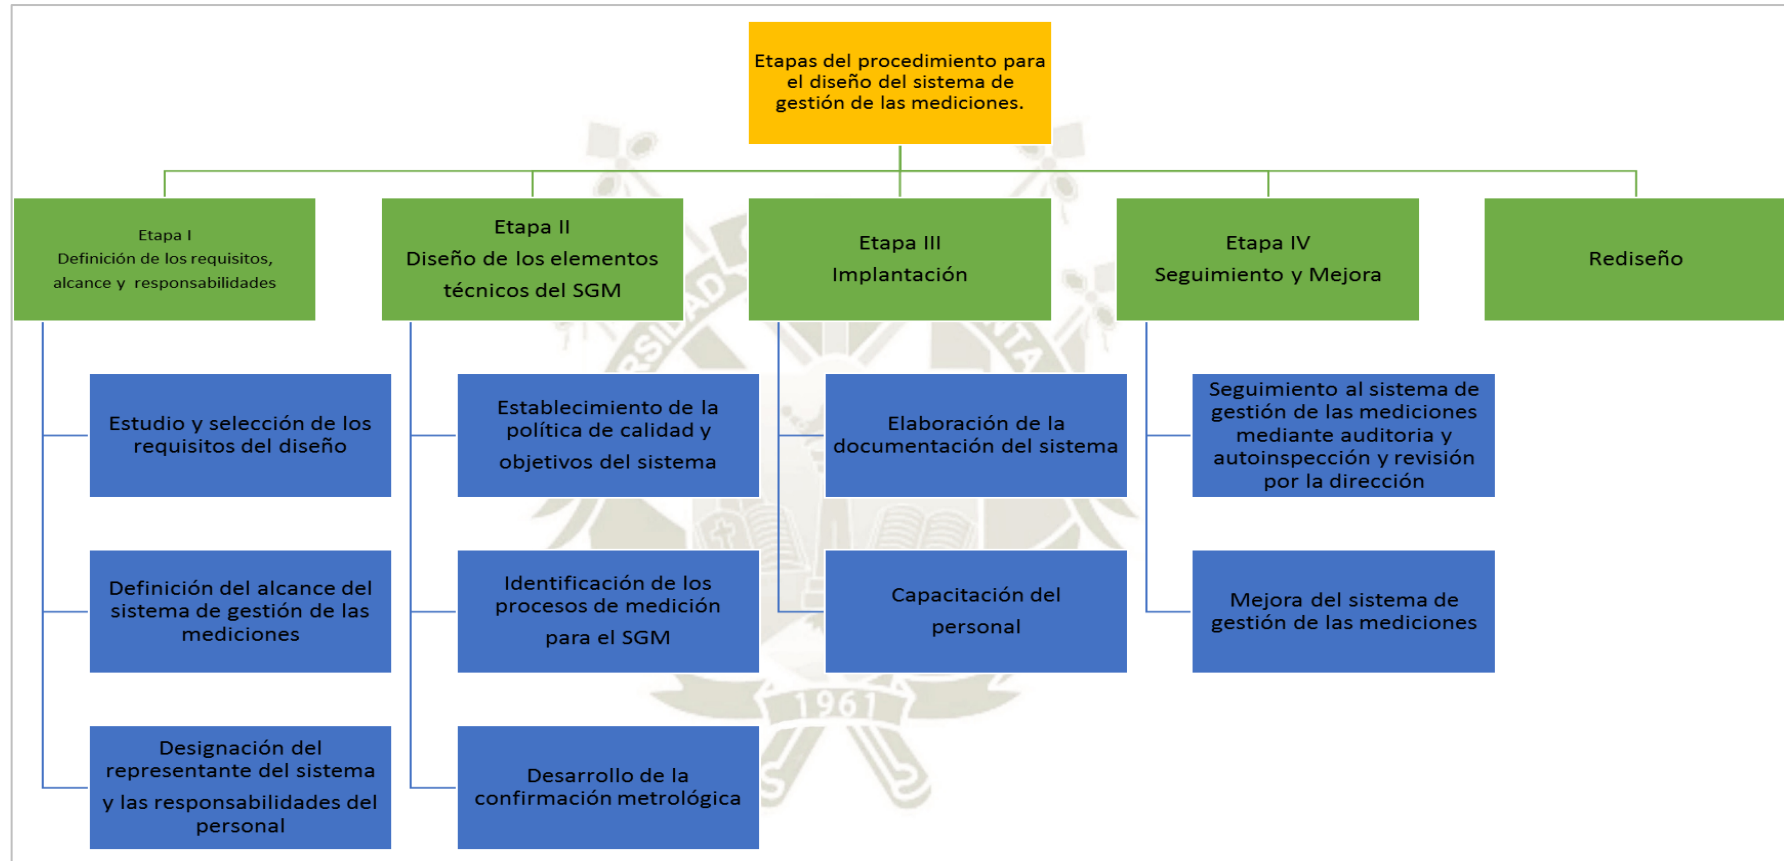 Etapas del procedimiento para
el diseño del sistema de
gestión de las mediciones.
Etapa I
Definición de los requisitos,
alcance y responsabilidades
Etapa II
Diseño de los elementos
técnicos del SGM
Etapa III
Implantación
Etapa IV
Seguimiento y Mejora
Rediseño
Estudio y selección de los
requisitos del diseño
Establecimiento de la
política de calidad y
objetivos del sistema
Elaboración de la
documentación del sistema
Seguimiento al sistema de
gestión de las mediciones
mediante auditoria y
autoinspección y revisión
por la dirección
Definición del alcance del
sistema de gestión de las
mediciones
Identificación de los
procesos de medición
para el SGM
Capacitación del
personal
Mejora del sistema de
gestión de las mediciones
Designación del
representante del sistema
y las responsabilidades del
personal
Desarrollo de la
confirmación metrológica
1961